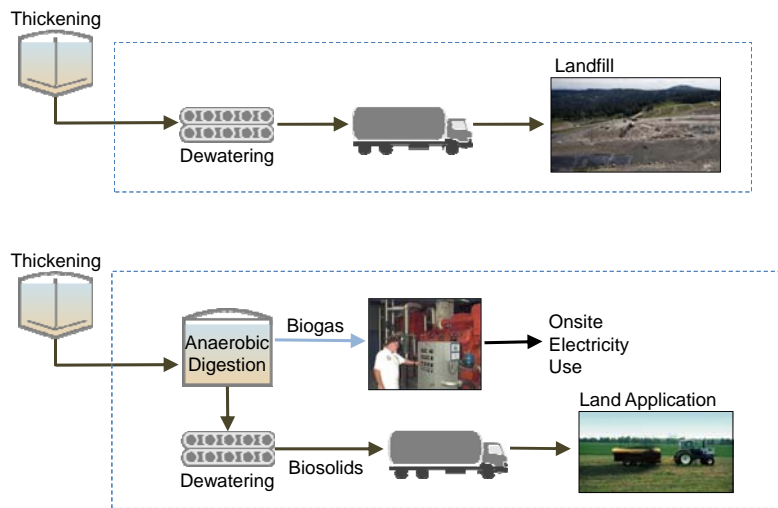 Thickening
Landfill
Dewatering
Thickening
Biogas
Onsite
Electricity
Use
Anaerobic
Digestion
Land Application
Biosolids
Dewatering